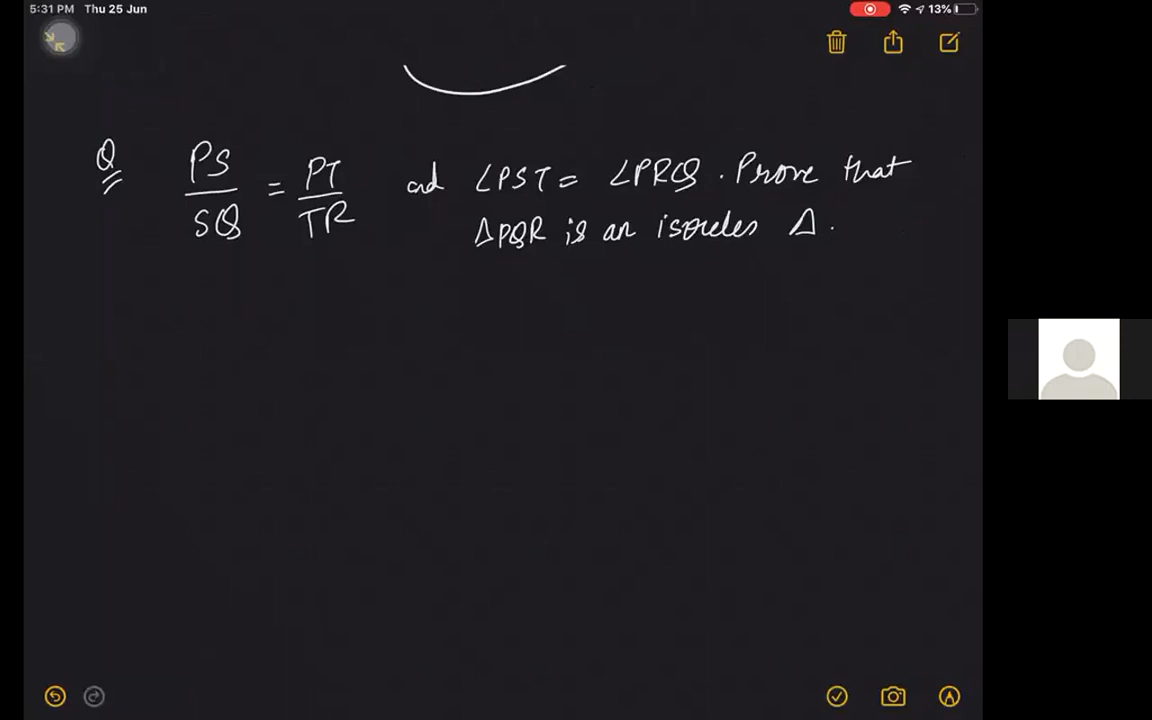 5:31 PM Thu 25 Jun 13%
Q PS/SQ = PT/TR and ∠PST = ∠PRQ. Prove that
ΔPQR is an isosceles Δ.